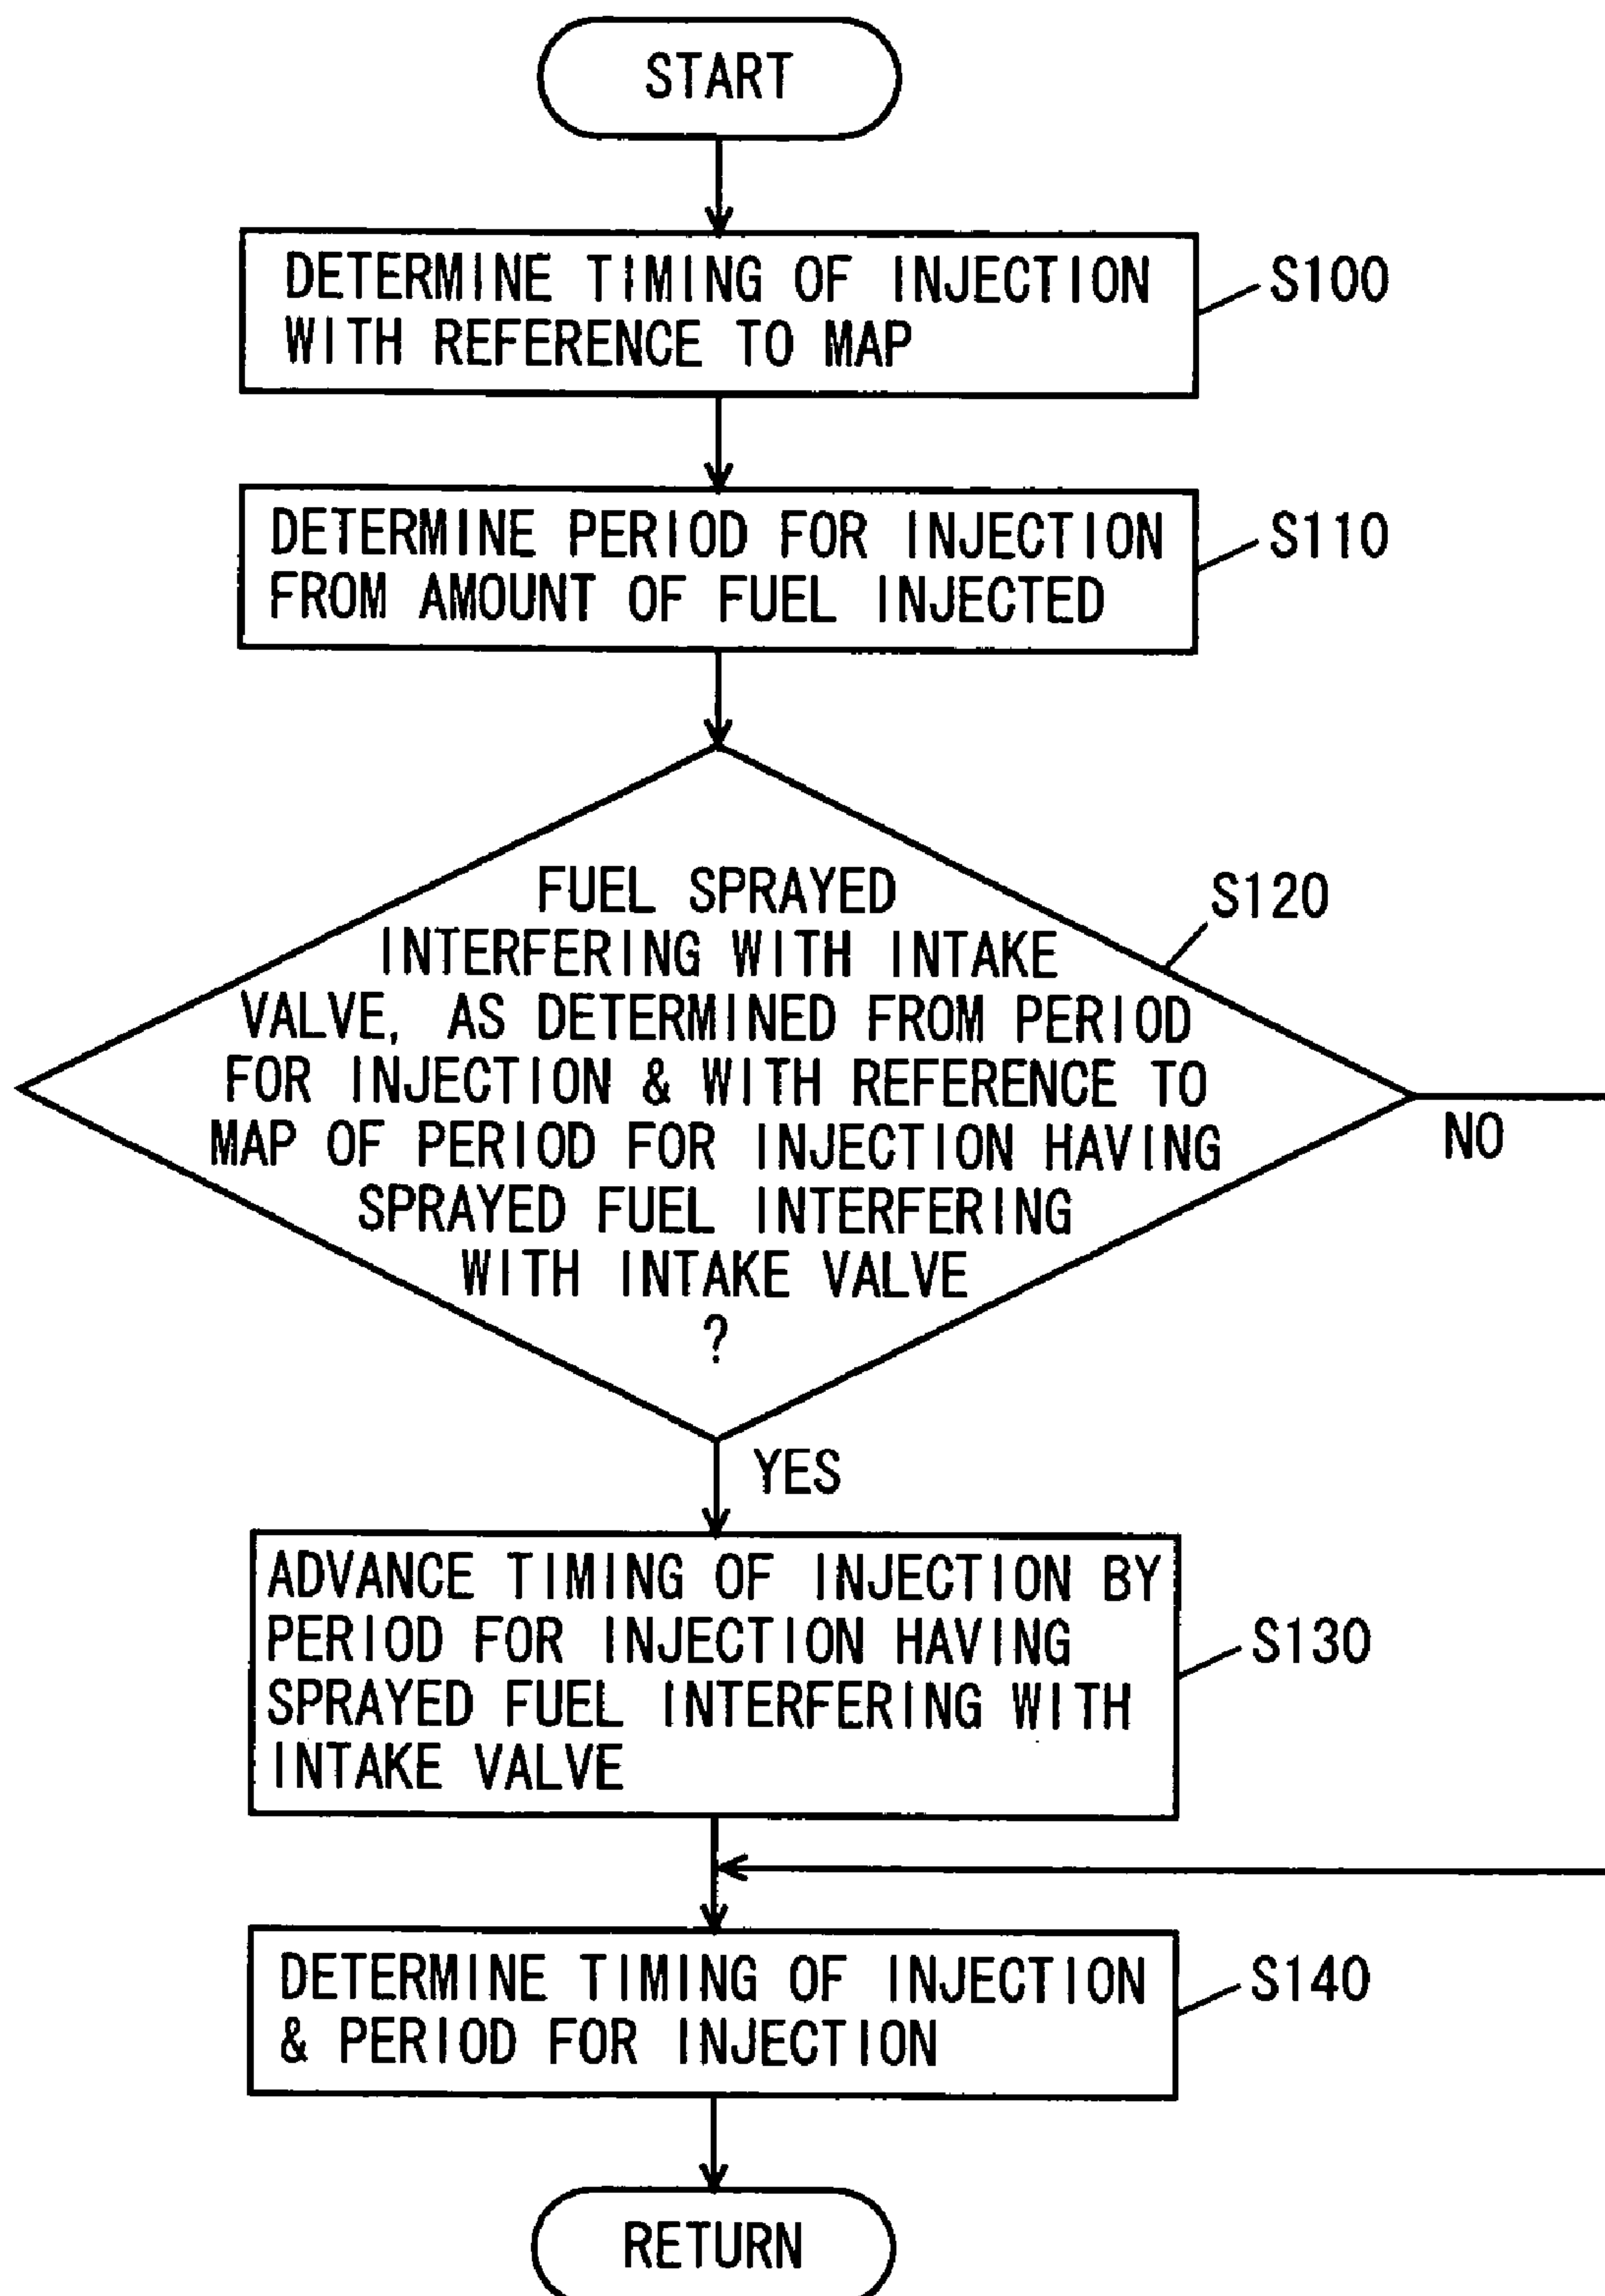 START
DETERMINE TIMING OF INJECTION
WITH REFERENCE TO MAP
S100
DETERMINE PERIOD FOR INJECTION
FROM AMOUNT OF FUEL INJECTED
S110
FUEL SPRAYED
INTERFERING WITH INTAKE
VALVE, AS DETERMINED FROM PERIOD
FOR INJECTION & WITH REFERENCE TO
MAP OF PERIOD FOR INJECTION HAVING
SPRAYED FUEL INTERFERING
WITH INTAKE VALVE
?
S120
NO
YES
ADVANCE TIMING OF INJECTION BY
PERIOD FOR INJECTION HAVING
SPRAYED FUEL INTERFERING WITH
INTAKE VALVE
S130
DETERMINE TIMING OF INJECTION
& PERIOD FOR INJECTION
S140
RETURN